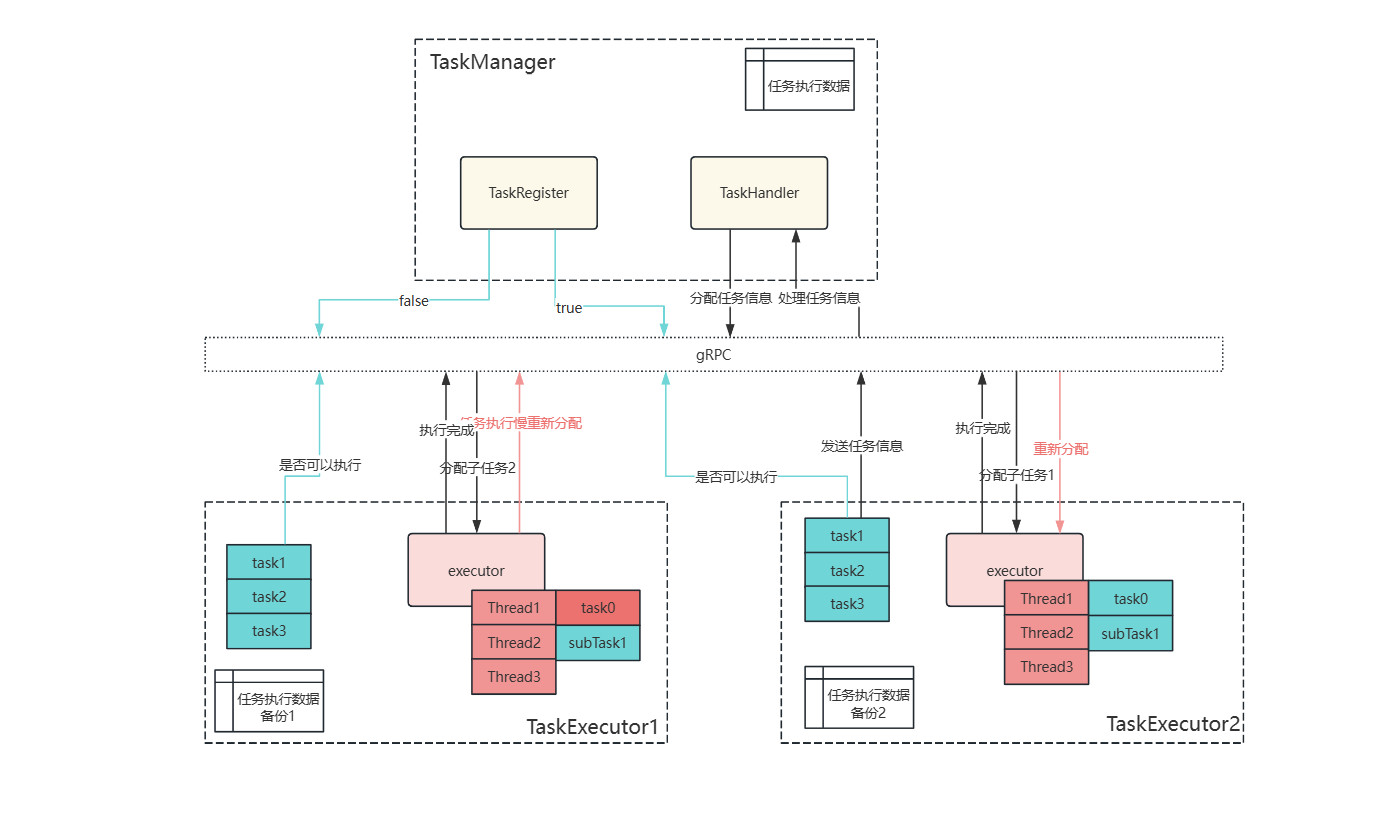 TaskManager
任务执行数据
TaskRegister
TaskHandler
false
true
分配任务信息
处理任务信息
gRPC
是否可以执行
执行完成
任务执行慢重新分配
分配子任务2
是否可以执行
发送任务信息
执行完成
重新分配
分配子任务1
task1
task2
task3
executor
Thread1
task0
Thread2
subTask1
Thread3
任务执行数据
备份1
TaskExecutor1
task1
task2
task3
executor
Thread1
task0
Thread2
subTask1
Thread3
任务执行数据
备份2
TaskExecutor2